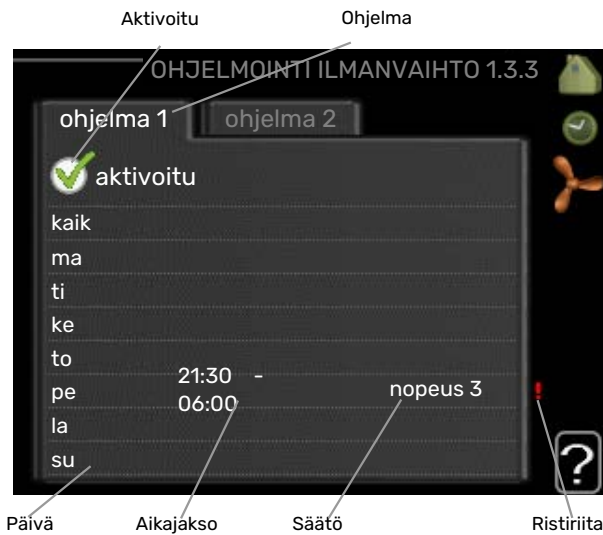 Aktivoitu Ohjelma
OHJELMOINTI ILMANVAIHTO 1.3.3
ohjelma 1 ohjelma 2
aktivoitu
kaik
ma
ti
ke
to
21:30 -
pe nopeus 3
06:00
la
su
!
?
Päivä Aikajakso Säätö Ristiriita